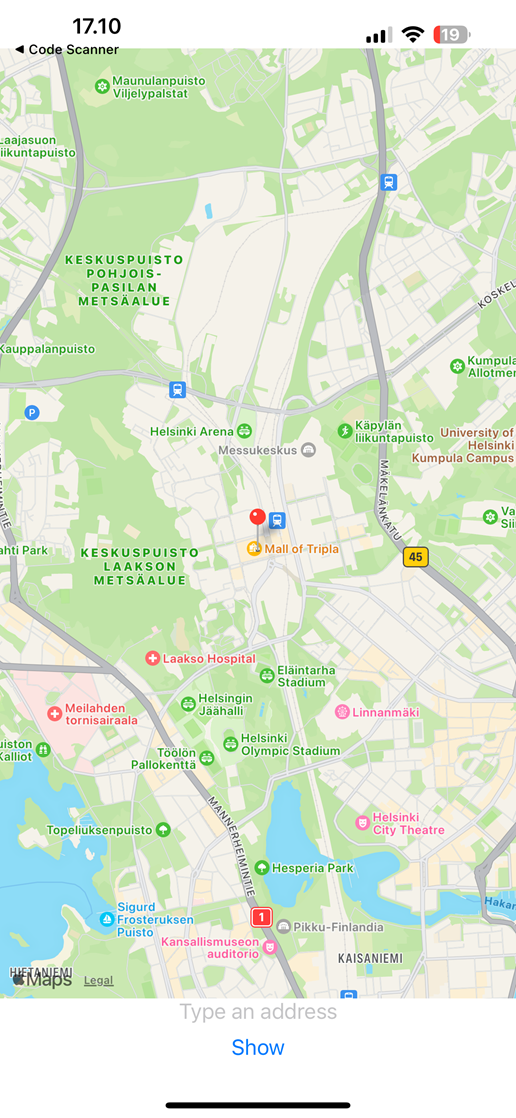 17.10
19
◀ Code Scanner
Maunulanpuisto
Viljelypalstat
Laajasuon
liikuntapuisto
KESKUSPUISTO
POHJOIS-
PASILAN
METSÄALUE
KOSKEL
Kauppalanpuisto
Kumpula
Allotmen
P
Helsinki Arena
Käpylän
liikuntapuisto
Messukeskus
University of
Helsinki
Kumpula Campus
MÄKELÄNKATU
ERHEIMINTIE
Va
Siin
Mall of Tripla
45
ahti Park
KESKUSPUISTO
LAAKSON
METSÄALUE
Laakso Hospital
Eläintarha
Stadium
Helsingin
Jäähalli
Meilahden
tornisairaala
Linnanmäki
Helsinki
Olympic Stadium
uiston
Kalliot
Töölön
Pallokenttä
MANNERHEIMINTIE
Helsinki
City Theatre
Topeliuksenpuisto
Hesperia Park
Hakan
Sigurd
Frosteruksen
Puisto
1
Pikku-Finlandia
Kansallismuseon
auditorio
KAISANIEMI
HIETANIEMI
Maps
Legal
Type an address
Show